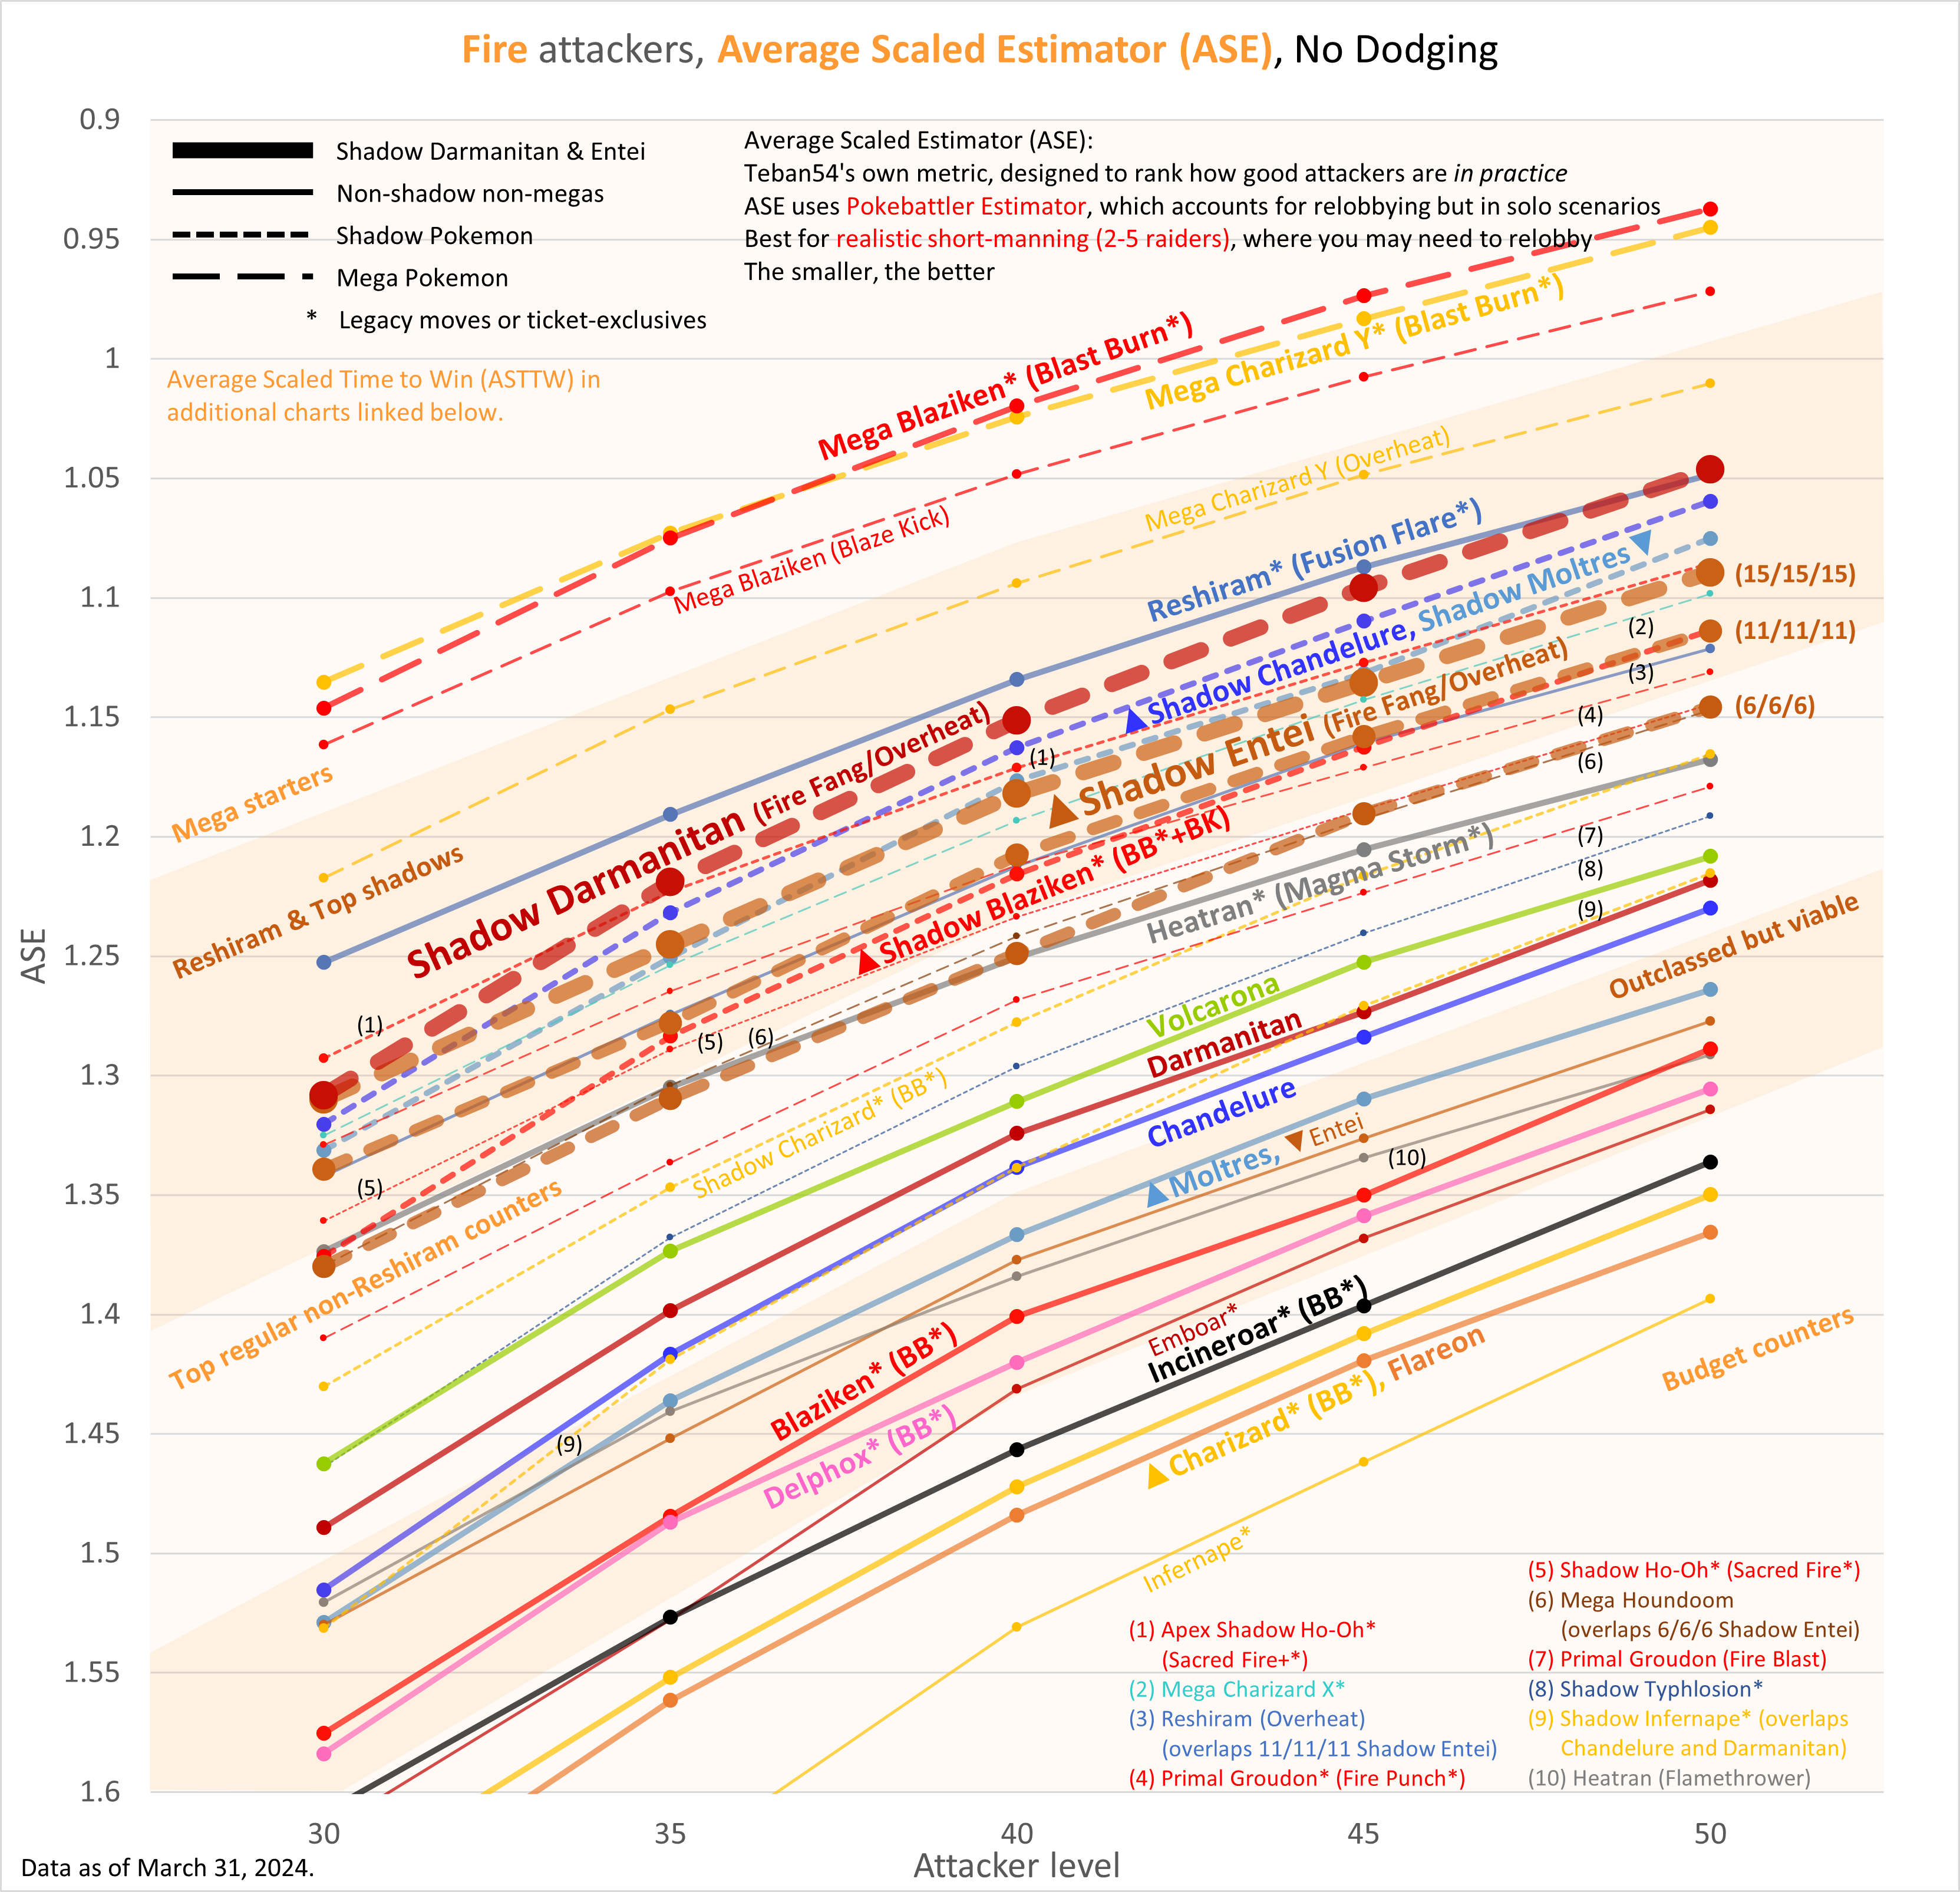 Fire attackers, Average Scaled Estimator (ASE), No Dodging
0.9
0.95
1
1.05
1.1
1.15
1.2
1.25
1.3
1.35
1.4
1.45
1.5
1.55
1.6
ASE
30
35
40
45
50
Attacker level
Data as of March 31, 2024.
Shadow Darmanitan & Entei
Non-shadow non-megas
Shadow Pokemon
Mega Pokemon
* Legacy moves or ticket-exclusives
Average Scaled Time to Win (ASTTW) in
additional charts linked below.
Average Scaled Estimator (ASE):
Teban54's own metric, designed to rank how good attackers are in practice
ASE uses Pokebattler Estimator, which accounts for relobbying but in solo scenarios
Best for realistic short-manning (2-5 raiders), where you may need to relobby
The smaller, the better
Mega Blaziken* (Blast Burn*)
Mega Charizard Y* (Blast Burn*)
Mega Blaziken (Blaze Kick)
Mega Charizard Y (Overheat)
Reshiram* (Fusion Flare*)
▲Shadow Chandelure, Shadow Moltres▼
(15/15/15)
(11/11/11)
(6/6/6)
Mega starters
Reshiram & Top shadows
Shadow Darmanitan (Fire Fang/Overheat)
▲Shadow Entei (Fire Fang/Overheat)
▲Shadow Blaziken* (BB*+BK)
Heatran* (Magma Storm*)
(1)
(1)
(2)
(3)
(4)
(5)
(5)
(6)
(6)
(7)
(8)
(9)
(9)
(10)
Top regular non-Reshiram counters
Shadow Charizard* (BB*)
Volcarona
Darmanitan
Chandelure
Outclassed but viable
▲Moltres, ▼Entei
Blaziken* (BB*)
Delphox* (BB*)
Emboar*
Incineroar* (BB*)
▲Charizard* (BB*), Flareon
Infernape*
Budget counters
(1) Apex Shadow Ho-Oh*
(Sacred Fire+*)
(2) Mega Charizard X*
(3) Reshiram (Overheat)
(overlaps 11/11/11 Shadow Entei)
(4) Primal Groudon* (Fire Punch*)
(5) Shadow Ho-Oh* (Sacred Fire*)
(6) Mega Houndoom
(overlaps 6/6/6 Shadow Entei)
(7) Primal Groudon (Fire Blast)
(8) Shadow Typhlosion*
(9) Shadow Infernape* (overlaps
Chandelure and Darmanitan)
(10) Heatran (Flamethrower)